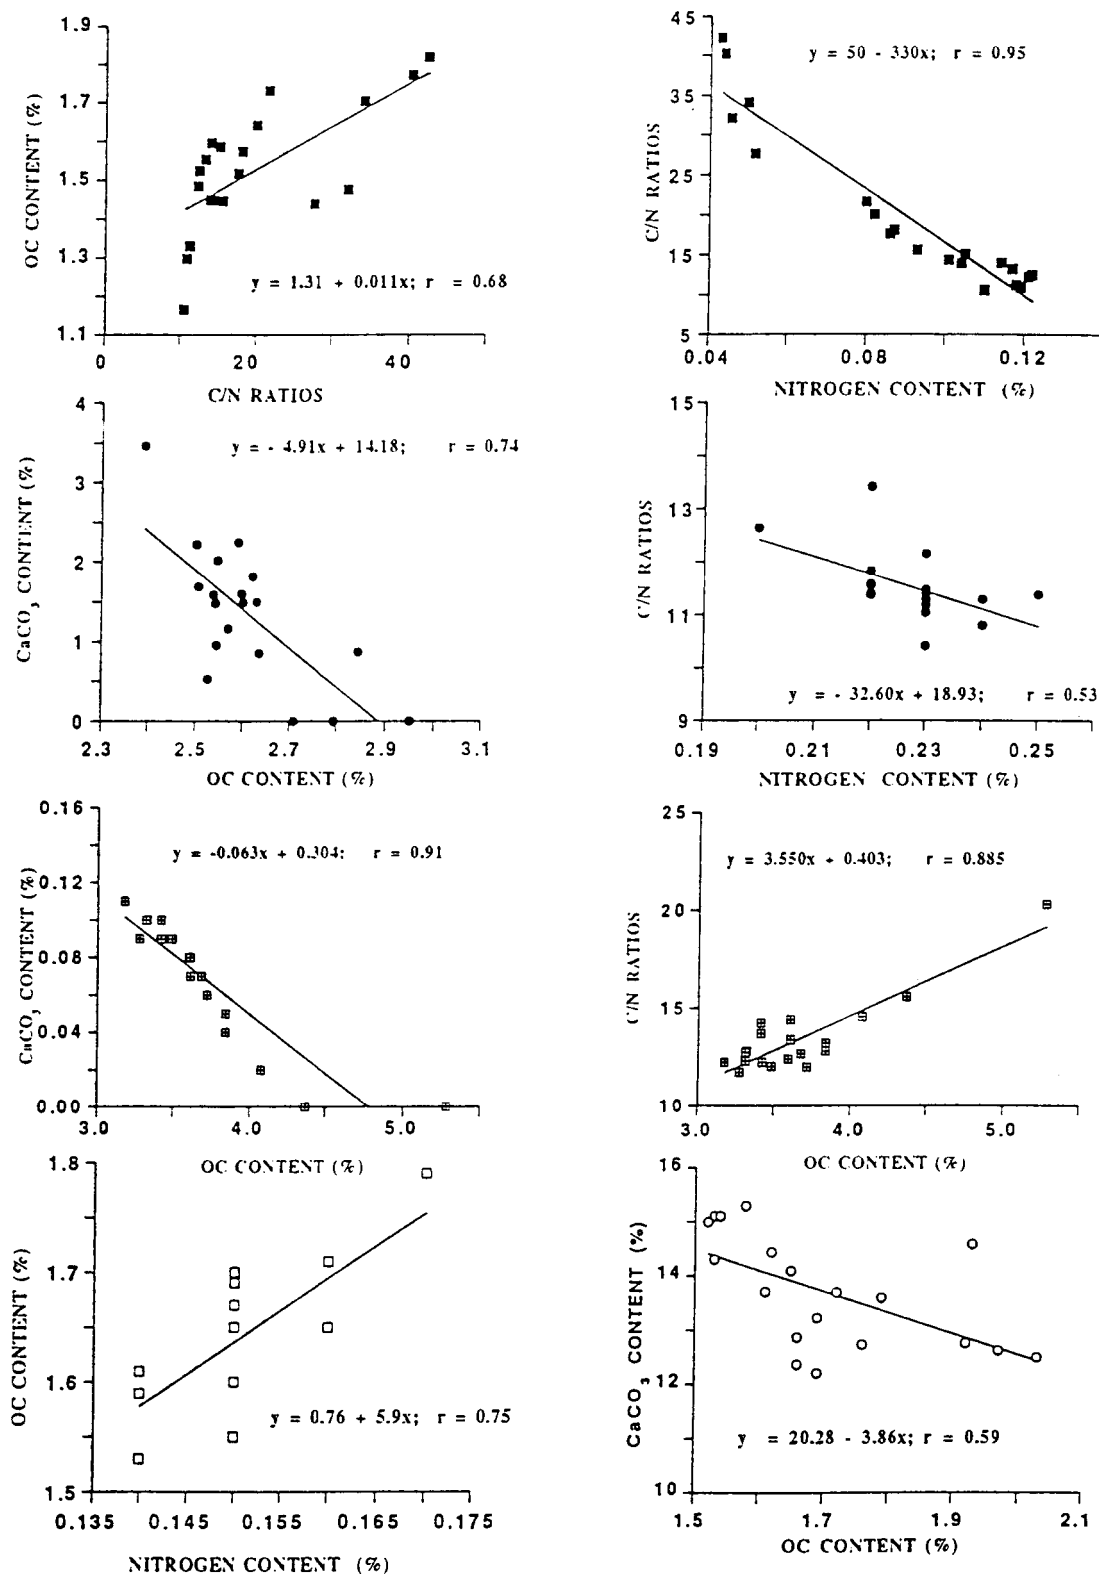 1.9
1.7
1.5
1.3
1.1
OC CONTENT (%)
y = 1.31 + 0.011x; r = 0.68
0 20 40
C/N RATIOS
45
35
25
15
5
C/N RATIOS
y = 50 - 330x; r = 0.95
0.04 0.08 0.12
NITROGEN CONTENT (%)
4
3
2
1
0
CaCO3 CONTENT (%)
y = - 4.91x + 14.18; r = 0.74
2.3 2.5 2.7 2.9 3.1
OC CONTENT (%)
15
13
11
9
C/N RATIOS
y = - 32.60x + 18.93; r = 0.53
0.19 0.21 0.23 0.25
NITROGEN CONTENT (%)
0.16
0.12
0.08
0.04
0.00
CaCO3 CONTENT (%)
y = -0.063x + 0.304; r = 0.91
3.0 4.0 5.0
OC CONTENT (%)
25
20
15
10
C/N RATIOS
y = 3.550x + 0.403; r = 0.885
3.0 4.0 5.0
OC CONTENT (%)
1.8
1.7
1.6
1.5
OC CONTENT (%)
y = 0.76 + 5.9x; r = 0.75
0.135 0.145 0.155 0.165 0.175
NITROGEN CONTENT (%)
16
14
12
10
CaCO3 CONTENT (%)
y = 20.28 - 3.86x; r = 0.59
1.5 1.7 1.9 2.1
OC CONTENT (%)